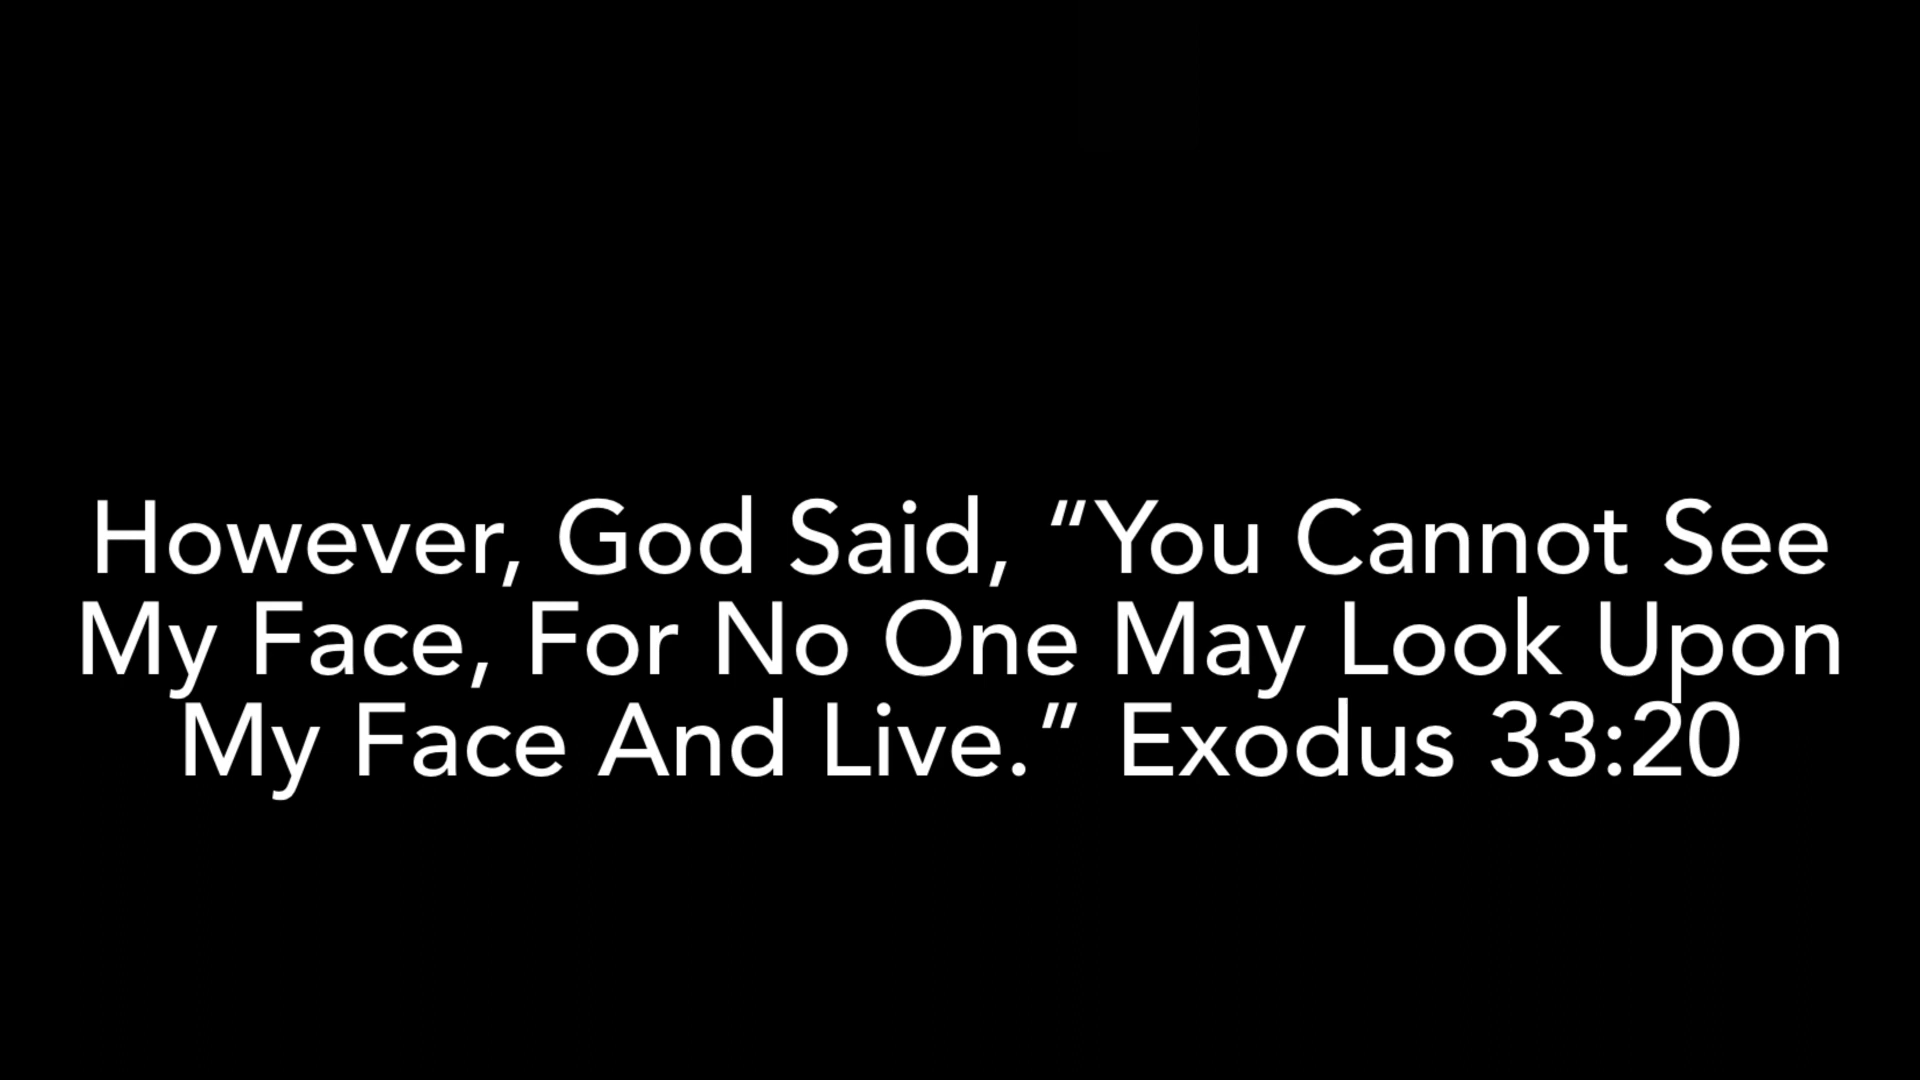 However, God Said, “You Cannot See
My Face, For No One May Look Upon
My Face And Live.” Exodus 33:20